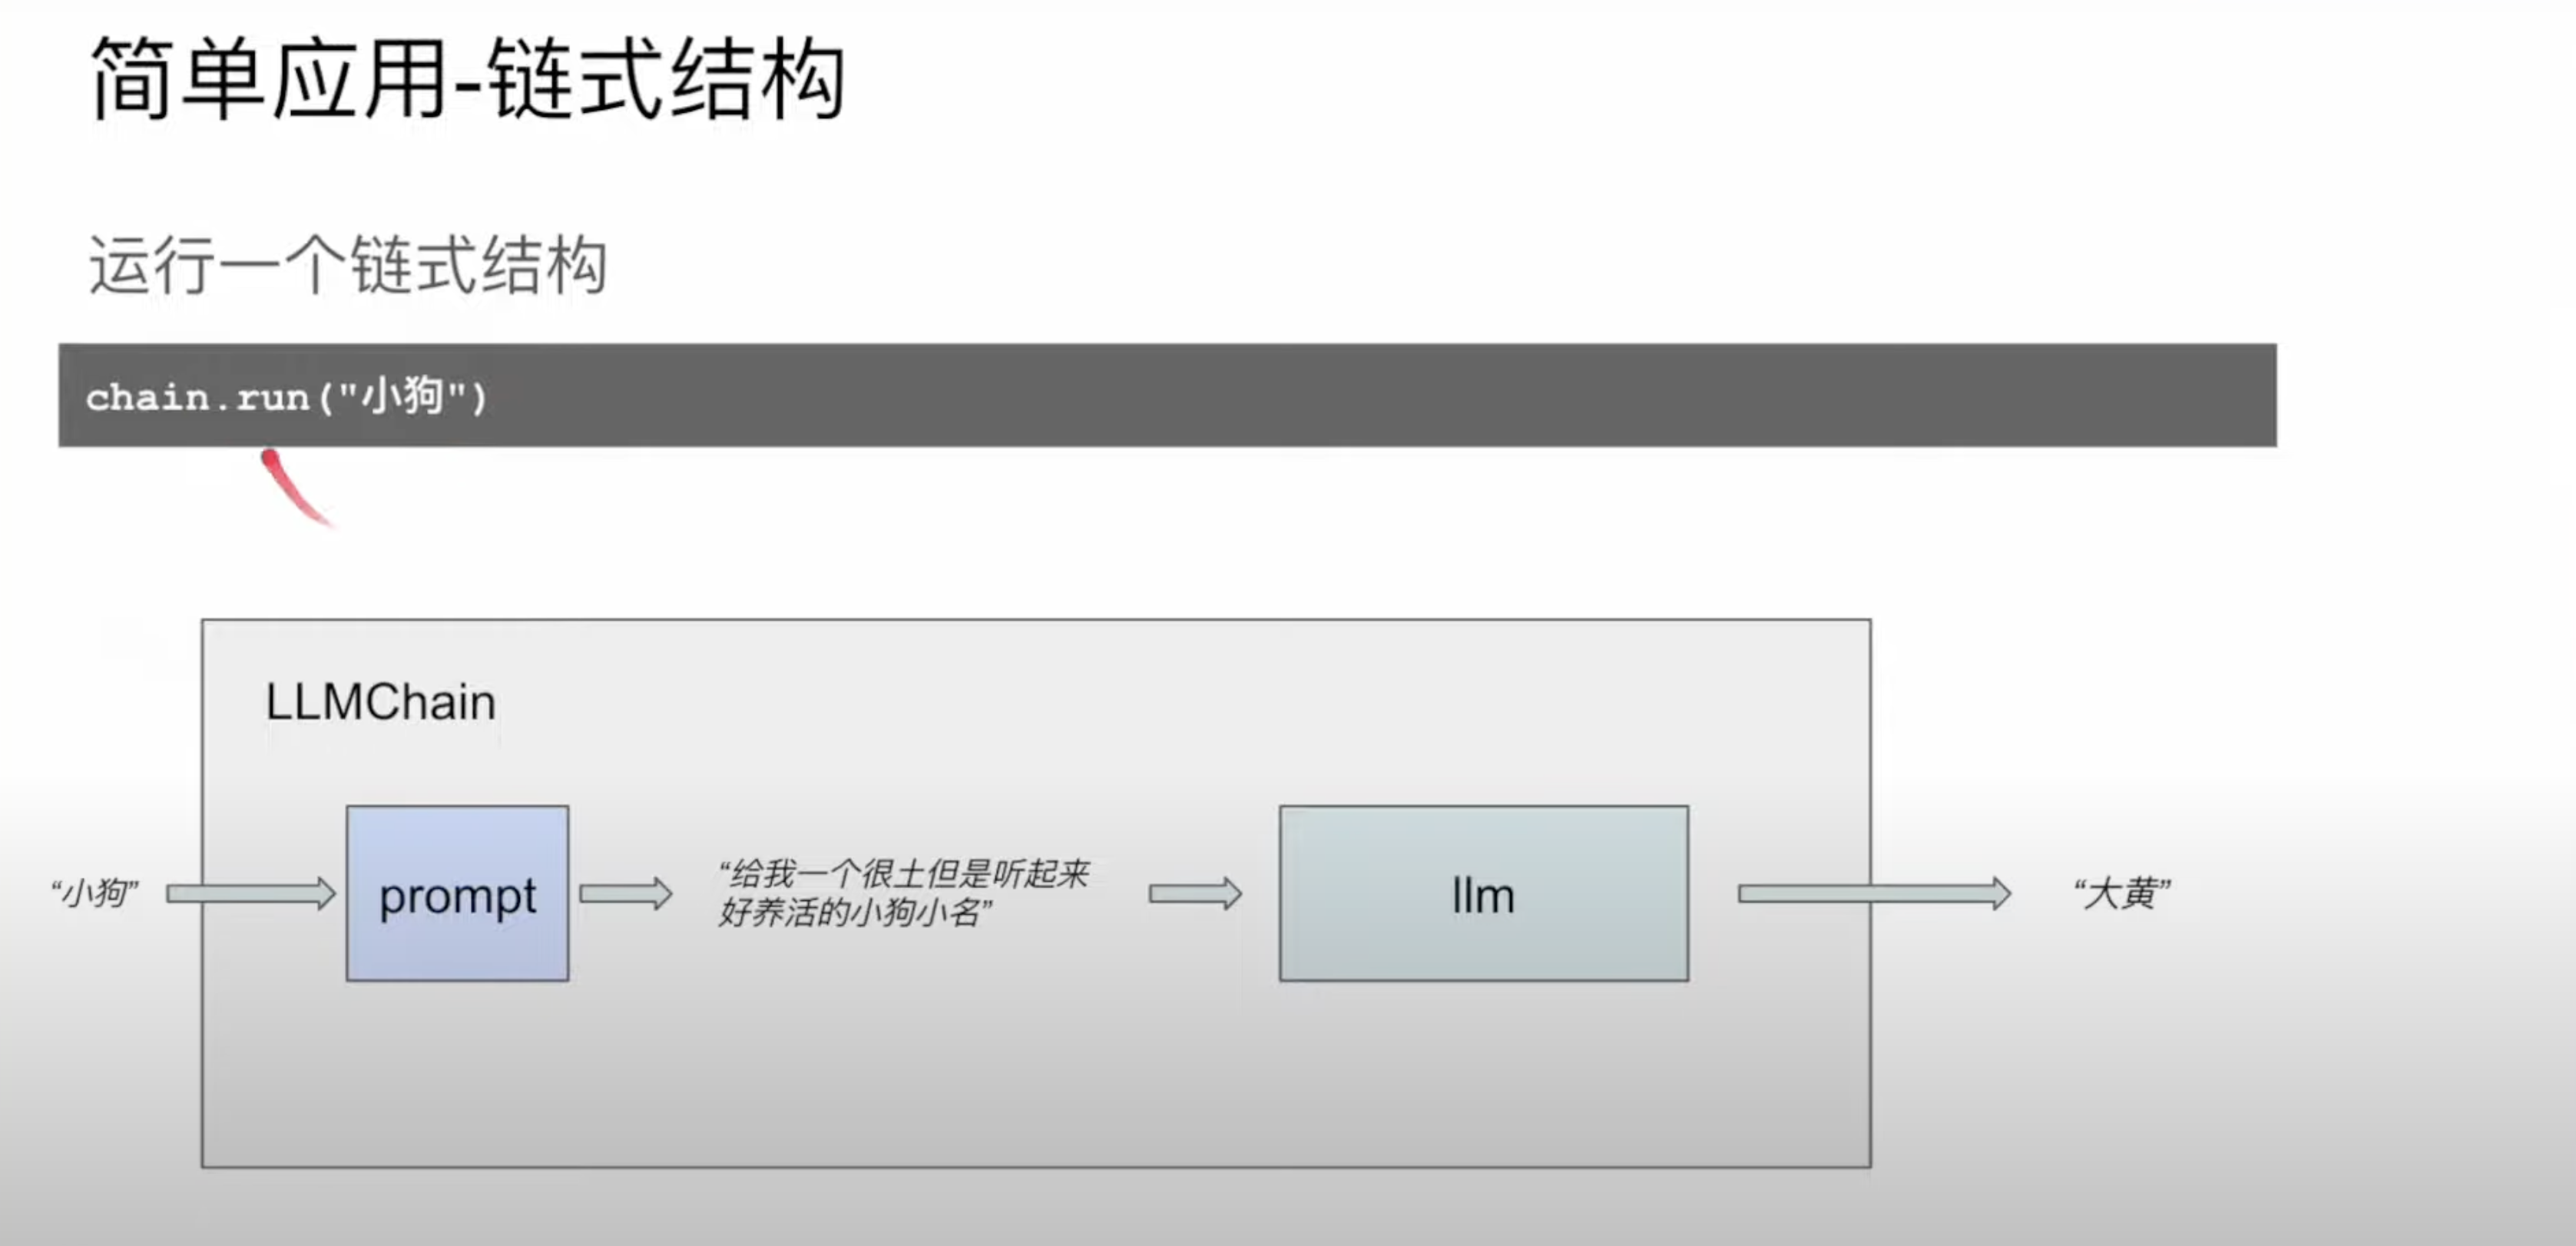 简单应用-链式结构
运行一个链式结构
chain.run("小狗")
LLMChain
“小狗”
prompt
“给我一个很土但是听起来
好养活的小狗小名”
llm
“大黄”